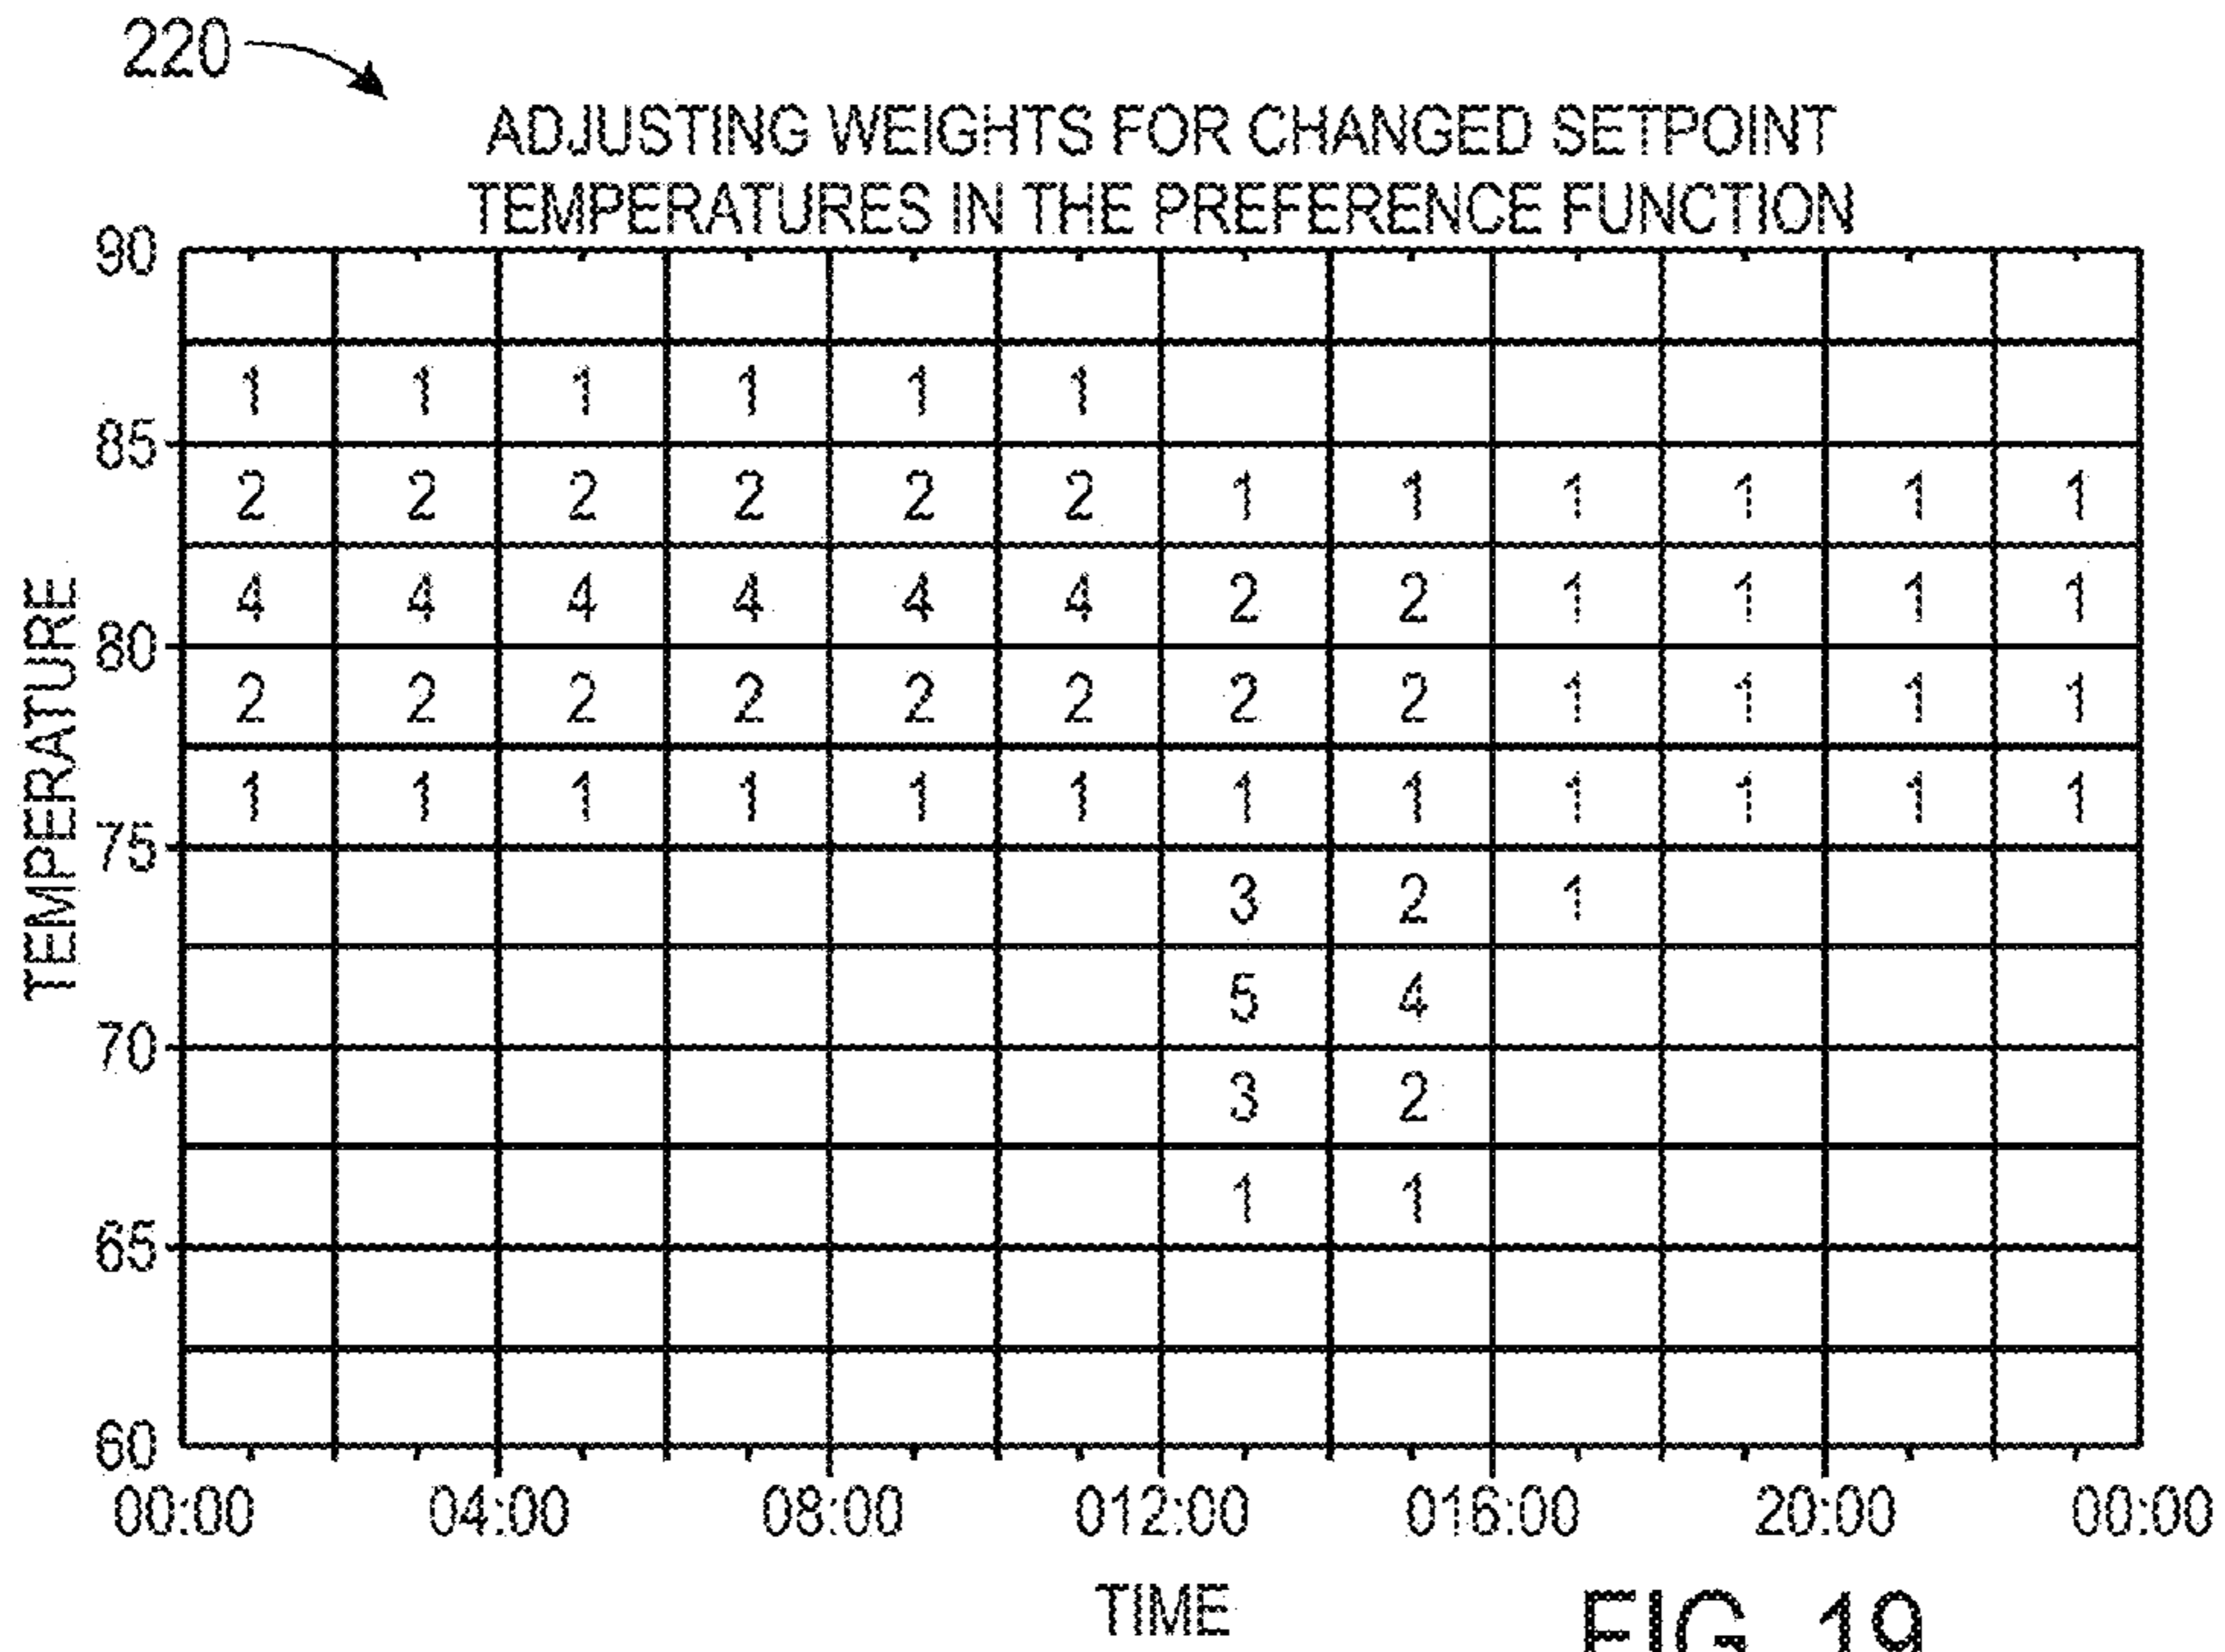 220
ADJUSTING WEIGHTS FOR CHANGED SETPOINT
TEMPERATURES IN THE PREFERENCE FUNCTION
90
1 1 1 1 1 1
85
2 2 2 2 2 2 1 1 1 1 1 1
4 4 4 4 4 4 2 2 1 1 1 1
80
2 2 2 2 2 2 2 2 1 1 1 1
1 1 1 1 1 1 1 1 1 1 1 1
75
3 2 1
5 4
70
3 2
1 1
65
60
TEMPERATURE
00:00 04:00 08:00 012:00 016:00 20:00 00:00
TIME
FIG. 19